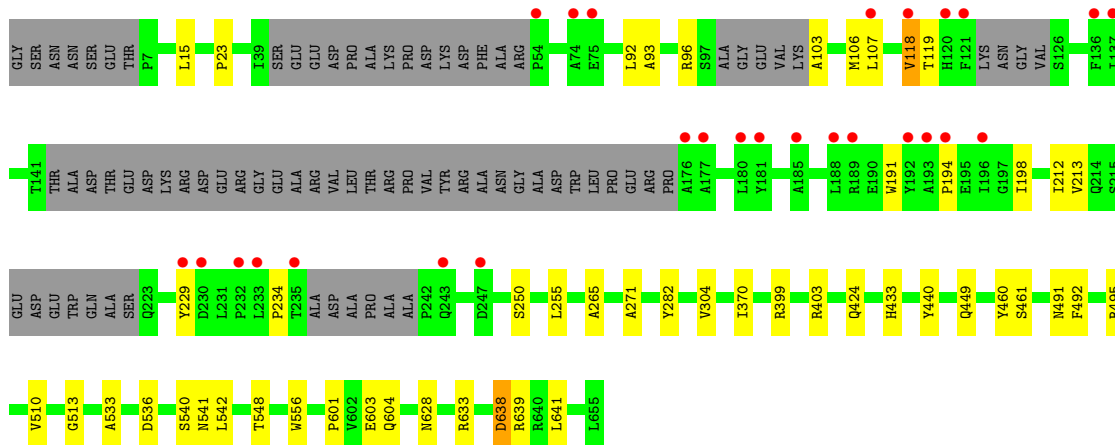 GLY SER ASN ASN SER GLU THR P7 L15 P23 I39 SER GLU GLU ASP PRO ALA LYS PRO ASP LYS ASP PHE ALA ARG P54 A74 E75 L92 A93 R96 S97 ALA GLY GLU VAL LYS A103 M106 L107 V118 T119 H120 F121 LYS ASN GLY VAL S126 F136 I137
T141 THR ALA ASP THR GLU ASP LYS ARG ASP GLU ARG GLY GLU ALA ARG VAL LEU THR ARG PRO VAL TYR ARG ALA ASN GLY ALA ASP TRP LEU PRO GLU ARG PRO A176 A177 L180 Y181 A185 L188 R189 E190 W191 Y192 A193 P194 E195 I196 G197 I198 I212 V213 Q214 S215
GLU ASP GLU TRP GLN ALA SER Q223 Y229 D230 L231 P232 L233 P234 T235 ALA ASP ALA PRO ALA ALA P242 Q243 D247 S250 L255 A265 A271 Y282 V304 I370 R399 R403 Q424 H433 Y440 Q449 Y460 S461 N491 F492 R495
V510 G513 A533 D536 S540 N541 L542 T548 W556 P601 V602 E603 Q604 N628 R633 D638 R639 R640 L641 L655